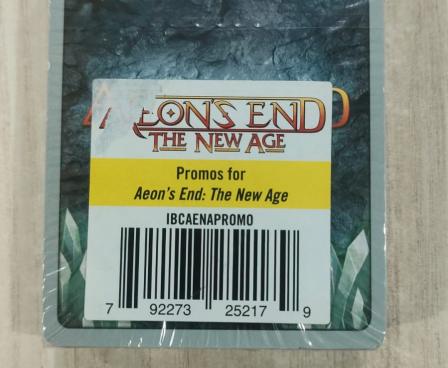 AEON'S END
THE NEW AGE
Promos for
Aeon's End: The New Age
IBCAENAPROMO
7 92273 25217 9